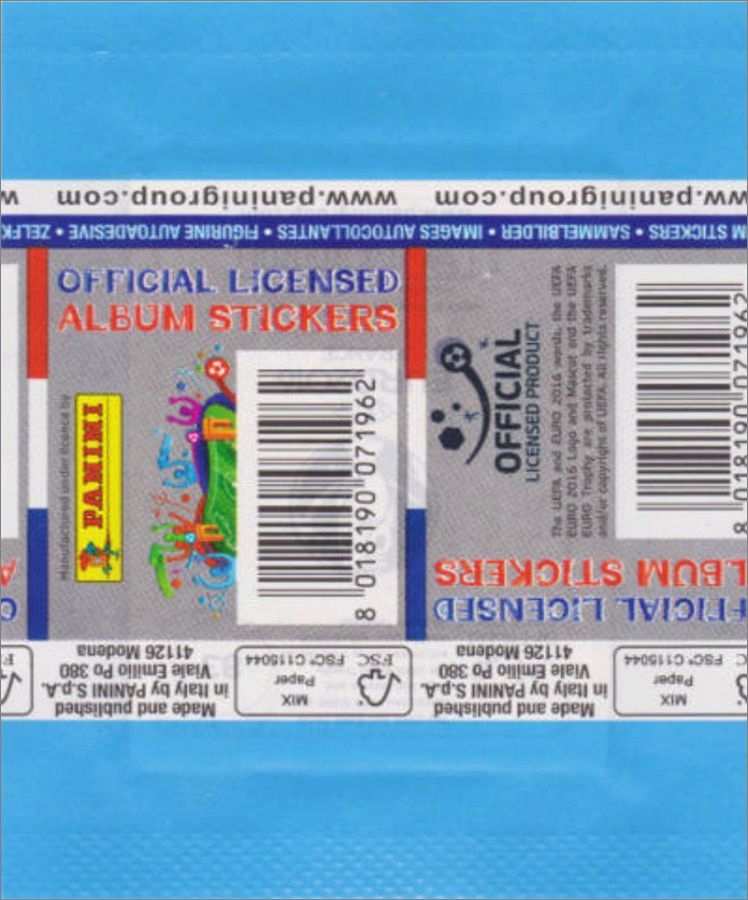 www.paninigroup.com
www.paninigroup.com
M STICKERS • SAMMELBILDER • IMAGES AUTOCOLLANTES • FIGURINE AUTOADESIVE • ZELFK
OFFICIAL LICENSED
ALBUM STICKERS
Manufactured under licence by
PANINI
8 018190 071962
OFFICIAL
LICENSED PRODUCT
The UEFA and EURO 2016 words, the UEFA
EURO 2016 Logo and Mascot and the UEFA
EURO Trophy are protected by trademarks
and/or copyright of UEFA. All rights reserved.
8 018190 071962
FICIAL LICENSED
LBUM STICKERS
Made and published
in Italy by PANINI S.p.A.
Viale Emilio Po 380
41126 Modena
MIX
Paper
FSC FSC® C115044
Made and published
in Italy by PANINI S.p.A.
Viale Emilio Po 380
41126 Modena
MIX
Paper
FSC® C115044